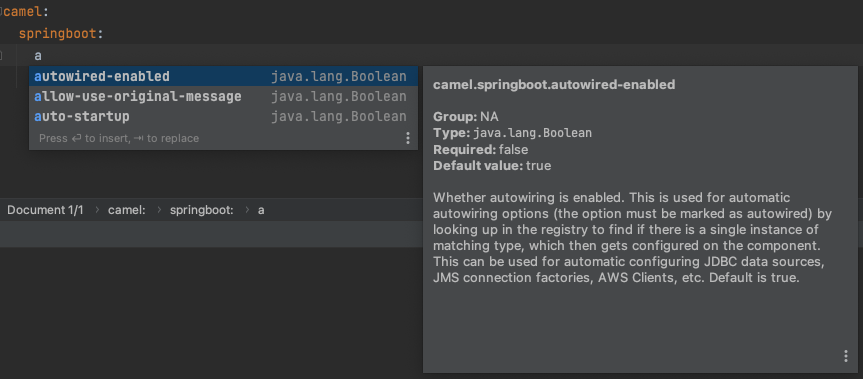 camel:
springboot:
a
autowired-enabled java.lang.Boolean
allow-use-original-message java.lang.Boolean
auto-startup java.lang.Boolean
Press ⏎ to insert, ⇥ to replace
Document 1/1 › camel: › springboot: › a
camel.springboot.autowired-enabled
Group: NA
Type: java.lang.Boolean
Required: false
Default value: true
Whether autowiring is enabled. This is used for automatic
autowiring options (the option must be marked as autowired) by
looking up in the registry to find if there is a single instance of
matching type, which then gets configured on the component.
This can be used for automatic configuring JDBC data sources,
JMS connection factories, AWS Clients, etc. Default is true.